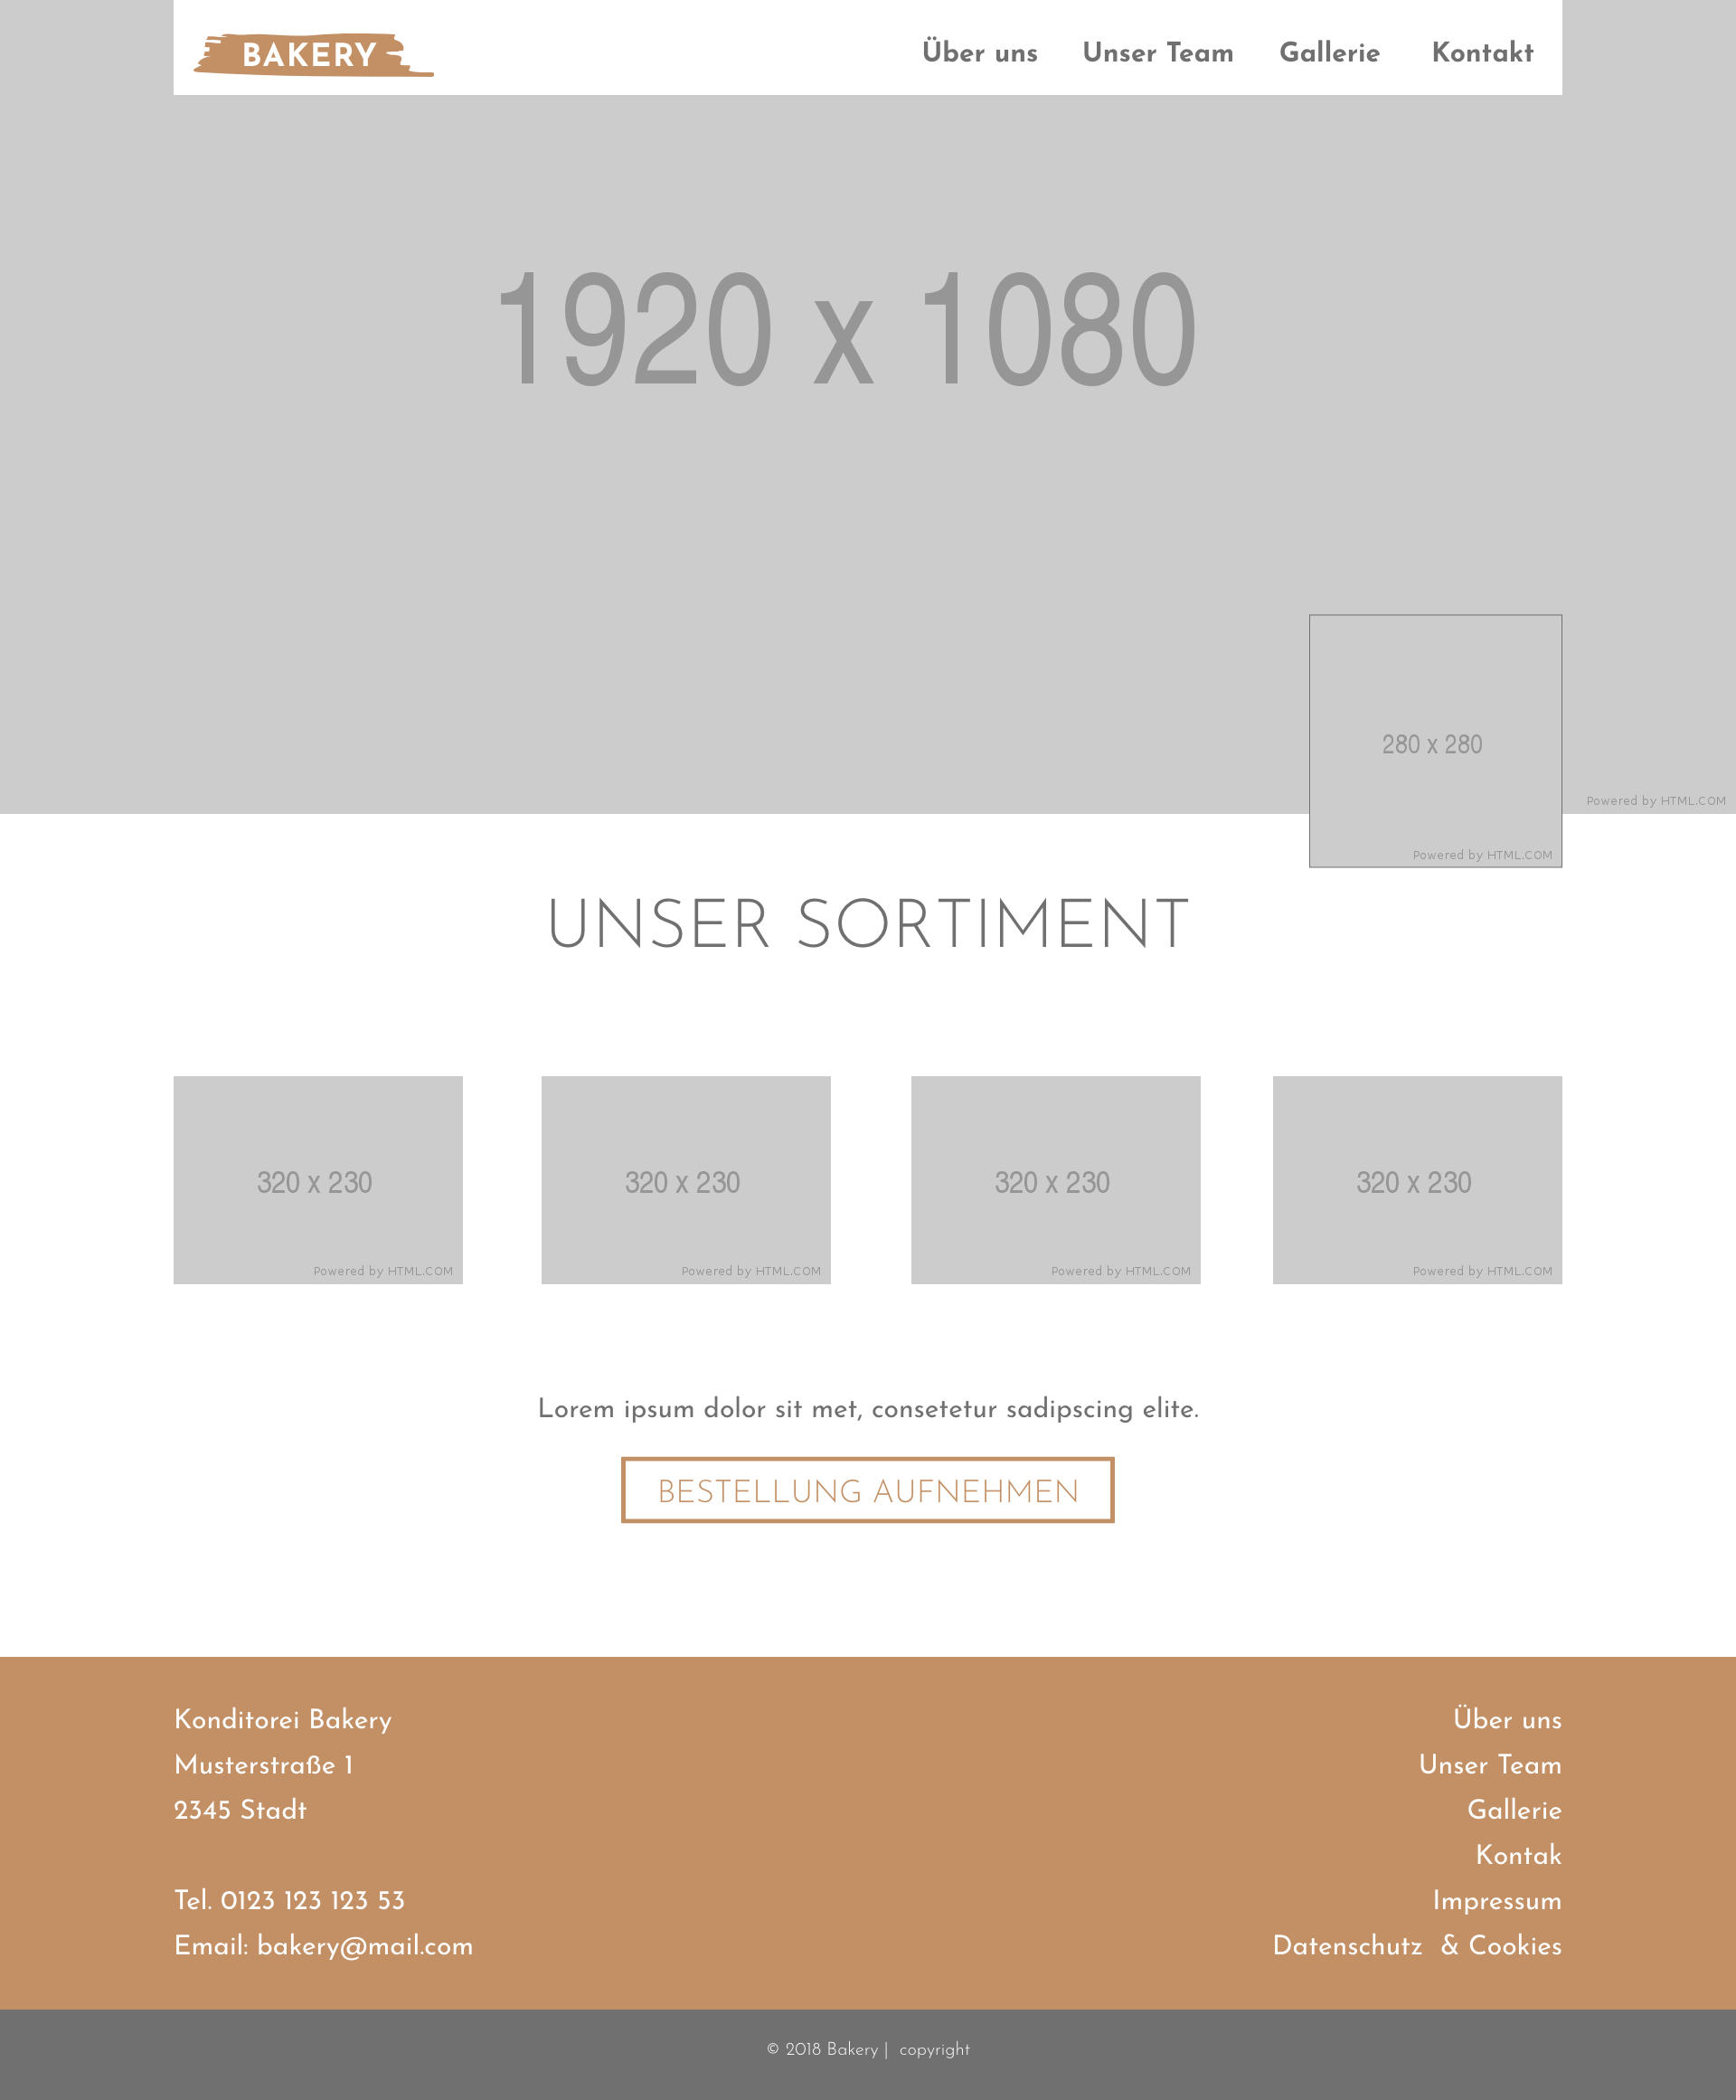 BAKERY
Über uns Unser Team Gallerie Kontakt
1920 x 1080
280 x 280
Powered by HTML.COM
Powered by HTML.COM
UNSER SORTIMENT
320 x 230 320 x 230 320 x 230 320 x 230
Powered by HTML.COM Powered by HTML.COM Powered by HTML.COM Powered by HTML.COM
Lorem ipsum dolor sit met, consetetur sadipscing elite.
BESTELLUNG AUFNEHMEN
Konditorei Bakery
Musterstraße 1
2345 Stadt
Tel. 0123 123 123 53
Email: bakery@mail.com
Über uns
Unser Team
Gallerie
Kontak
Impressum
Datenschutz & Cookies
© 2018 Bakery | copyright